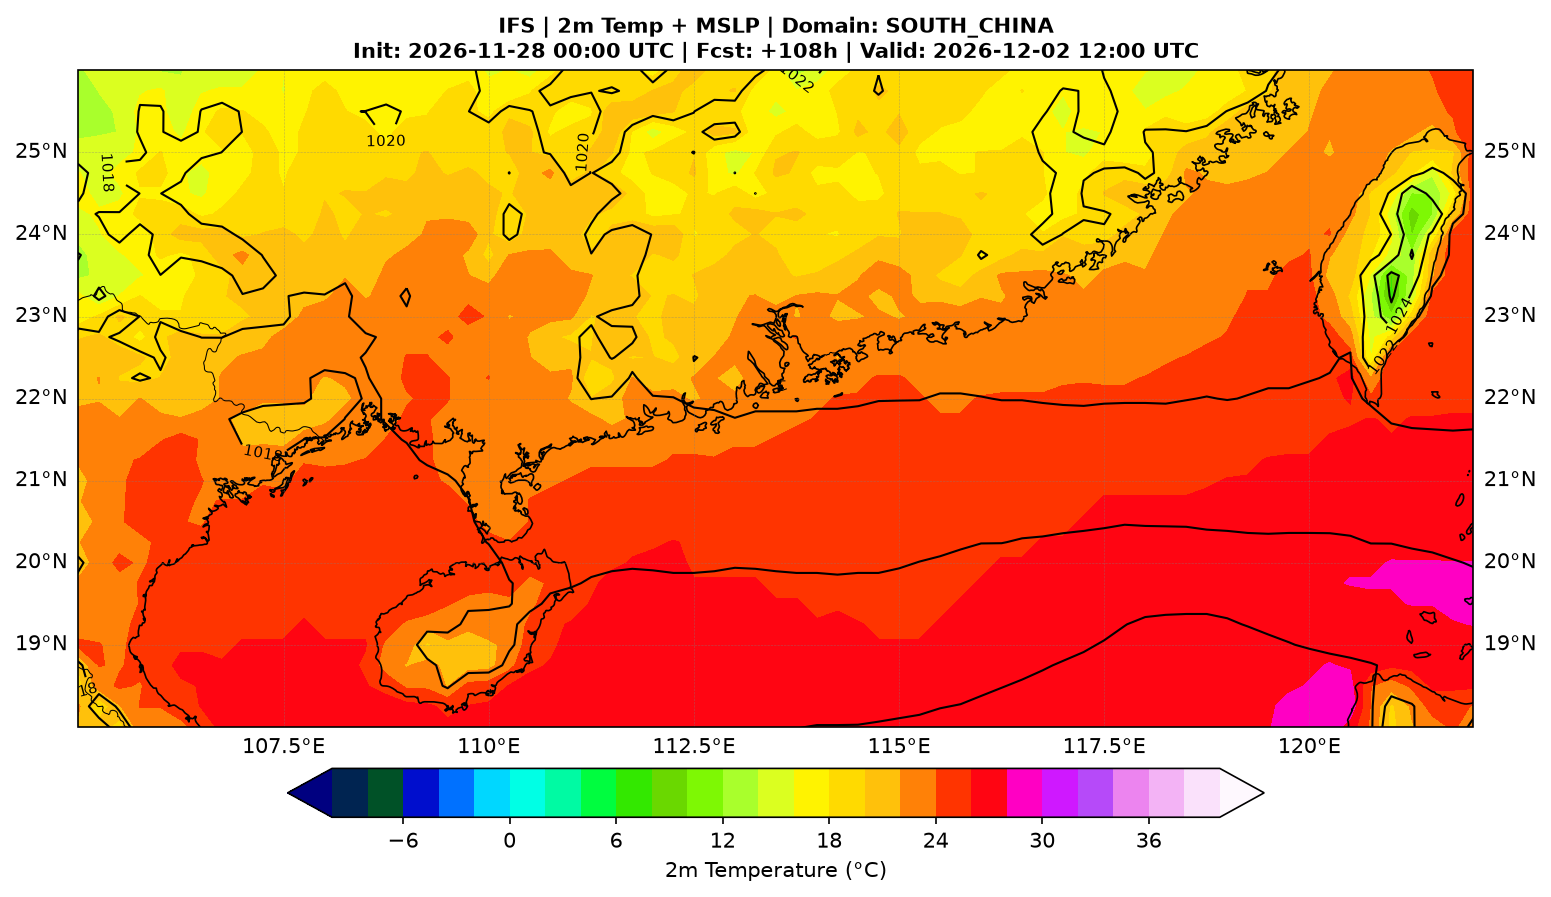 IFS | 2m Temp + MSLP | Domain: SOUTH_CHINA
Init: 2026-11-28 00:00 UTC | Fcst: +108h | Valid: 2026-12-02 12:00 UTC
1022
1020
1020
1018
25°N
25°N
24°N
24°N
23°N
23°N
1024
1022
22°N
22°N
1018
21°N
21°N
20°N
20°N
19°N
19°N
18
107.5°E
110°E
112.5°E
115°E
117.5°E
120°E
−6
0
6
12
18
24
30
36
2m Temperature (°C)